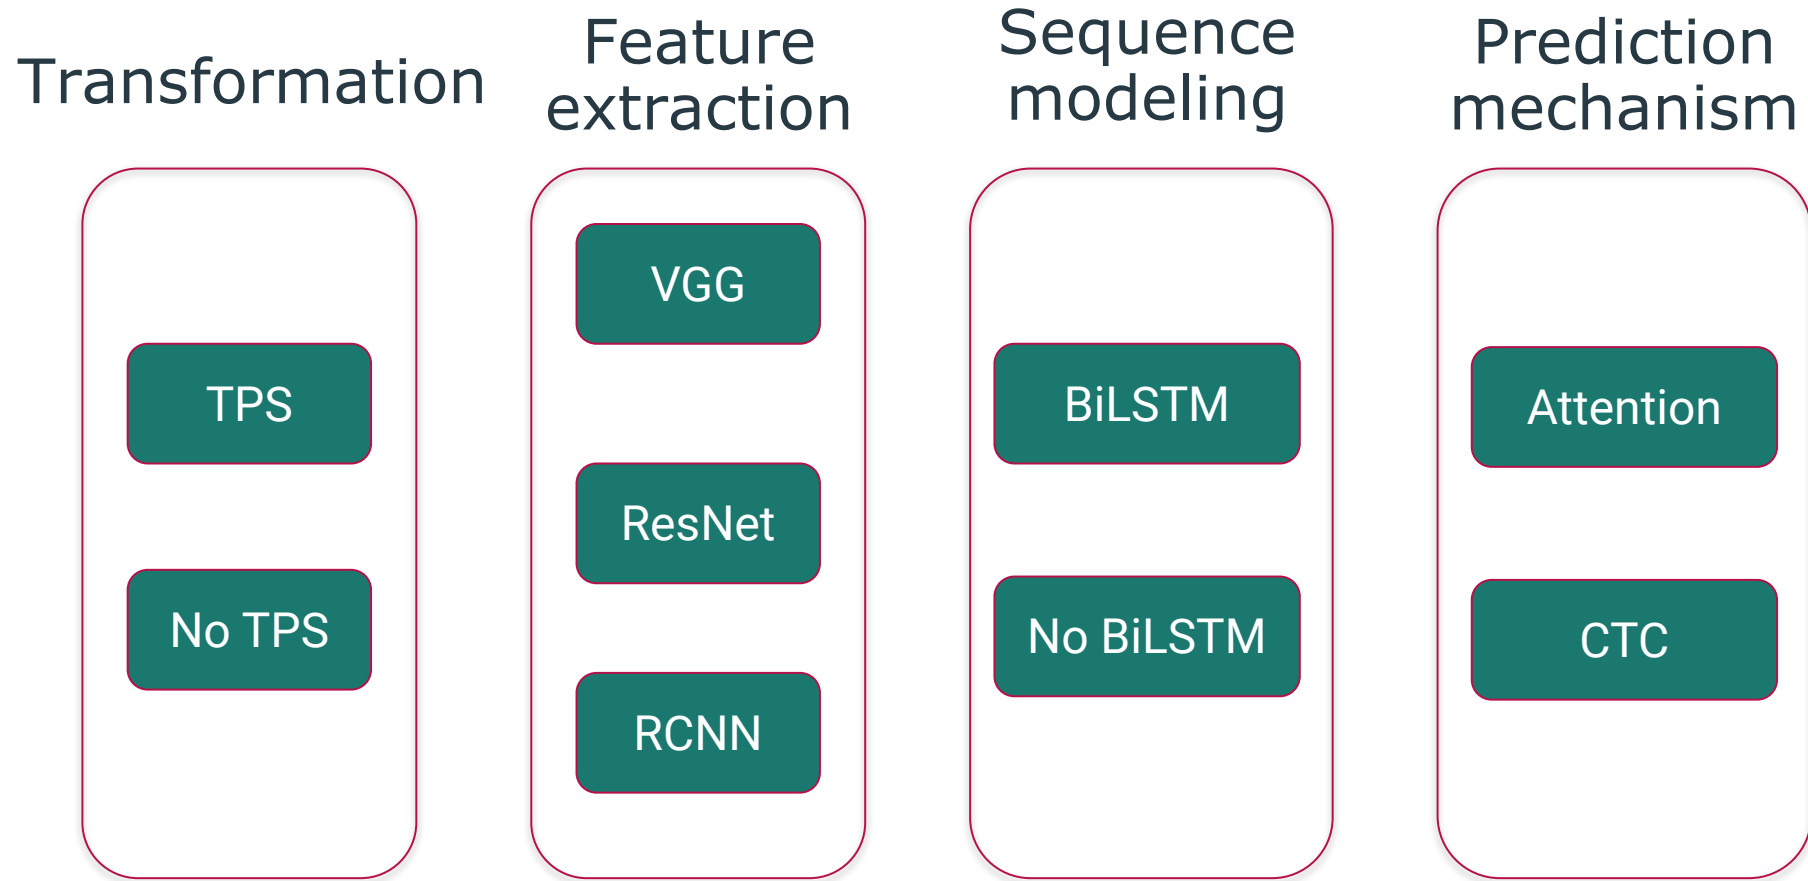 Transformation
Feature
extraction
Sequence
modeling
Prediction
mechanism
TPS
No TPS
VGG
ResNet
RCNN
BiLSTM
No BiLSTM
Attention
CTC